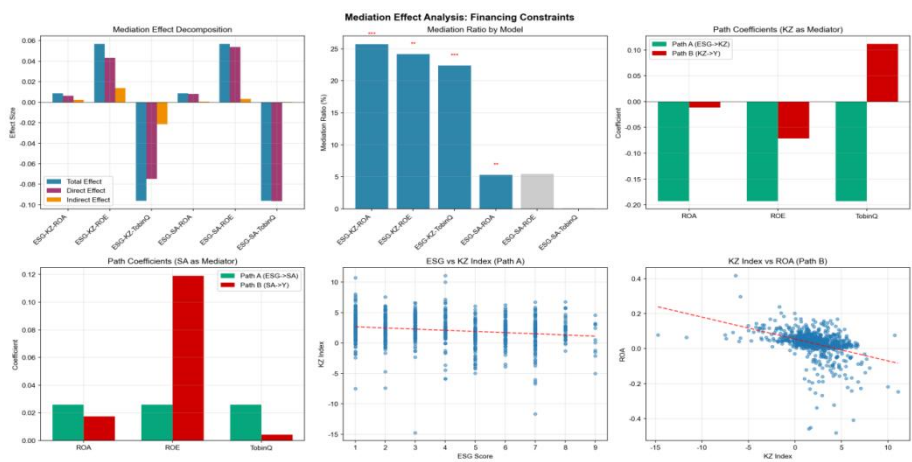 Mediation Effect Analysis: Financing Constraints
Mediation Effect Decomposition
Effect Size
0.06
0.04
0.02
0.00
-0.02
-0.04
-0.06
-0.08
-0.10
Total Effect
Direct Effect
Indirect Effect
ESG-KZ-ROA
ESG-KZ-ROE
ESG-KZ-TobinQ
ESG-SA-ROA
ESG-SA-ROE
ESG-SA-TobinQ
Mediation Ratio by Model
Mediation Ratio (%)
25
20
15
10
5
0
***
**
***
**
ESG-KZ-ROA
ESG-KZ-ROE
ESG-KZ-TobinQ
ESG-SA-ROA
ESG-SA-ROE
ESG-SA-TobinQ
Path Coefficients (KZ as Mediator)
Coefficient
0.10
0.05
0.00
-0.05
-0.10
-0.15
-0.20
Path A (ESG->KZ)
Path B (KZ->Y)
ROA
ROE
TobinQ
Path Coefficients (SA as Mediator)
Coefficient
0.12
0.10
0.08
0.06
0.04
0.02
0.00
Path A (ESG->SA)
Path B (SA->Y)
ROA
ROE
TobinQ
ESG vs KZ Index (Path A)
KZ Index
10
5
0
-5
-10
-15
1 2 3 4 5 6 7 8 9
ESG Score
KZ Index vs ROA (Path B)
ROA
0.4
0.2
0.0
-0.2
-0.4
-15 -10 -5 0 5 10
KZ Index